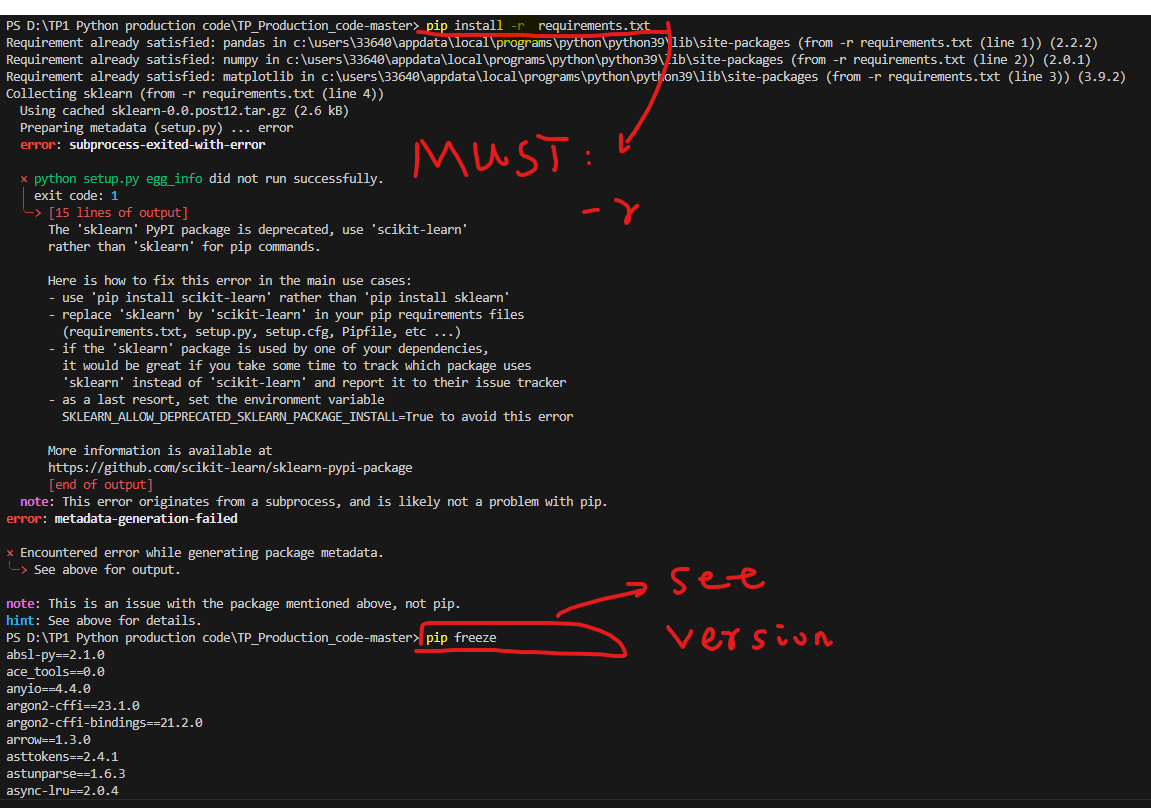 PS D:\TP1 Python production code\TP_Production_code-master> pip install -r  requirements.txt
Requirement already satisfied: pandas in c:\users\33640\appdata\local\programs\python\python39\lib\site-packages (from -r requirements.txt (line 1)) (2.2.2)
Requirement already satisfied: numpy in c:\users\33640\appdata\local\programs\python\python39\lib\site-packages (from -r requirements.txt (line 2)) (2.0.1)
Requirement already satisfied: matplotlib in c:\users\33640\appdata\local\programs\python\python39\lib\site-packages (from -r requirements.txt (line 3)) (3.9.2)
Collecting sklearn (from -r requirements.txt (line 4))
  Using cached sklearn-0.0.post12.tar.gz (2.6 kB)
  Preparing metadata (setup.py) ... error
  error: subprocess-exited-with-error
MUST:
-r
  × python setup.py egg_info did not run successfully.
  │ exit code: 1
  ╰─> [15 lines of output]
      The 'sklearn' PyPI package is deprecated, use 'scikit-learn'
      rather than 'sklearn' for pip commands.
      Here is how to fix this error in the main use cases:
      - use 'pip install scikit-learn' rather than 'pip install sklearn'
      - replace 'sklearn' by 'scikit-learn' in your pip requirements files
        (requirements.txt, setup.py, setup.cfg, Pipfile, etc ...)
      - if the 'sklearn' package is used by one of your dependencies,
        it would be great if you take some time to track which package uses
        'sklearn' instead of 'scikit-learn' and report it to their issue tracker
      - as a last resort, set the environment variable
        SKLEARN_ALLOW_DEPRECATED_SKLEARN_PACKAGE_INSTALL=True to avoid this error
      More information is available at
      https://github.com/scikit-learn/sklearn-pypi-package
      [end of output]
  note: This error originates from a subprocess, and is likely not a problem with pip.
error: metadata-generation-failed
× Encountered error while generating package metadata.
╰─> See above for output.
note: This is an issue with the package mentioned above, not pip.
hint: See above for details.
PS D:\TP1 Python production code\TP_Production_code-master> pip freeze
see
version
absl-py==2.1.0
ace_tools==0.0
anyio==4.4.0
argon2-cffi==23.1.0
argon2-cffi-bindings==21.2.0
arrow==1.3.0
asttokens==2.4.1
astunparse==1.6.3
async-lru==2.0.4